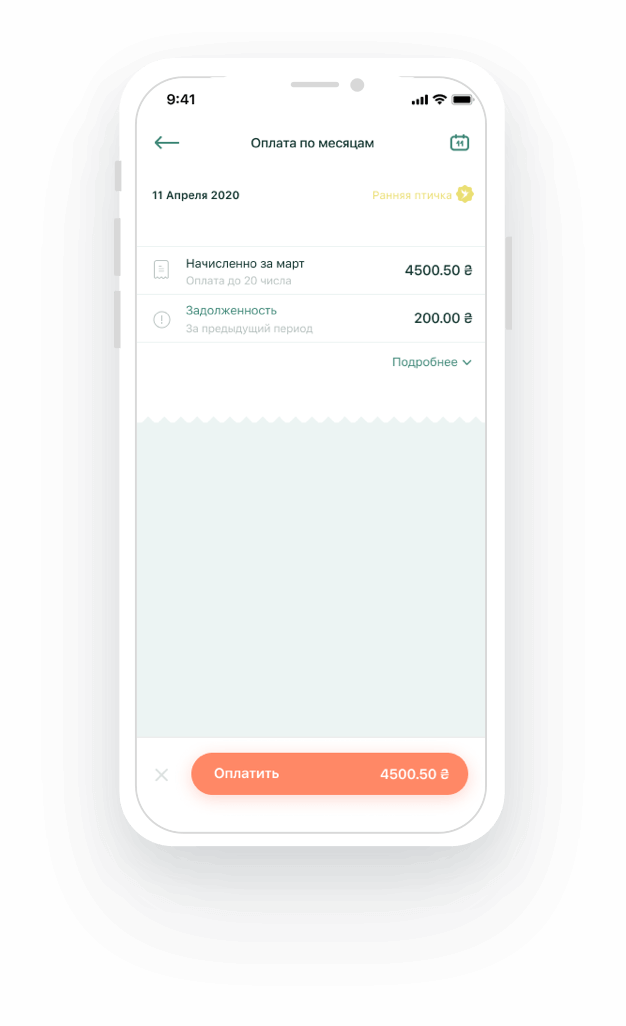 9:41
Оплата по месяцам
11
11 Апреля 2020
Ранняя птичка
Начисленно за март
4500.50 ₴
Оплата до 20 числа
Задолженность
200.00 ₴
За предыдущий период
Подробнее
Оплатить 4500.50 ₴